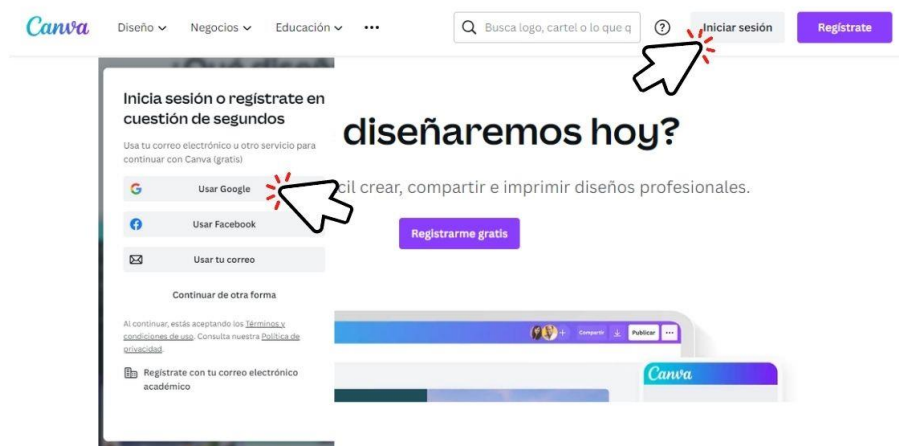 Canva
Diseño
Negocios
Educación
Busca logo, cartel o lo que q
Iniciar sesión
Regístrate
Inicia sesión o regístrate en
cuestión de segundos
Usa tu correo electrónico u otro servicio para
continuar con Canva (gratis)
Usar Google
Usar Facebook
Usar tu correo
Continuar de otra forma
Al continuar, estás aceptando los Términos y
condiciones de uso. Consulta nuestra Política de
privacidad.
Regístrate con tu correo electrónico
académico
diseñaremos hoy?
cil crear, compartir e imprimir diseños profesionales.
Registrarme gratis
Compartir
Publicar
Canva